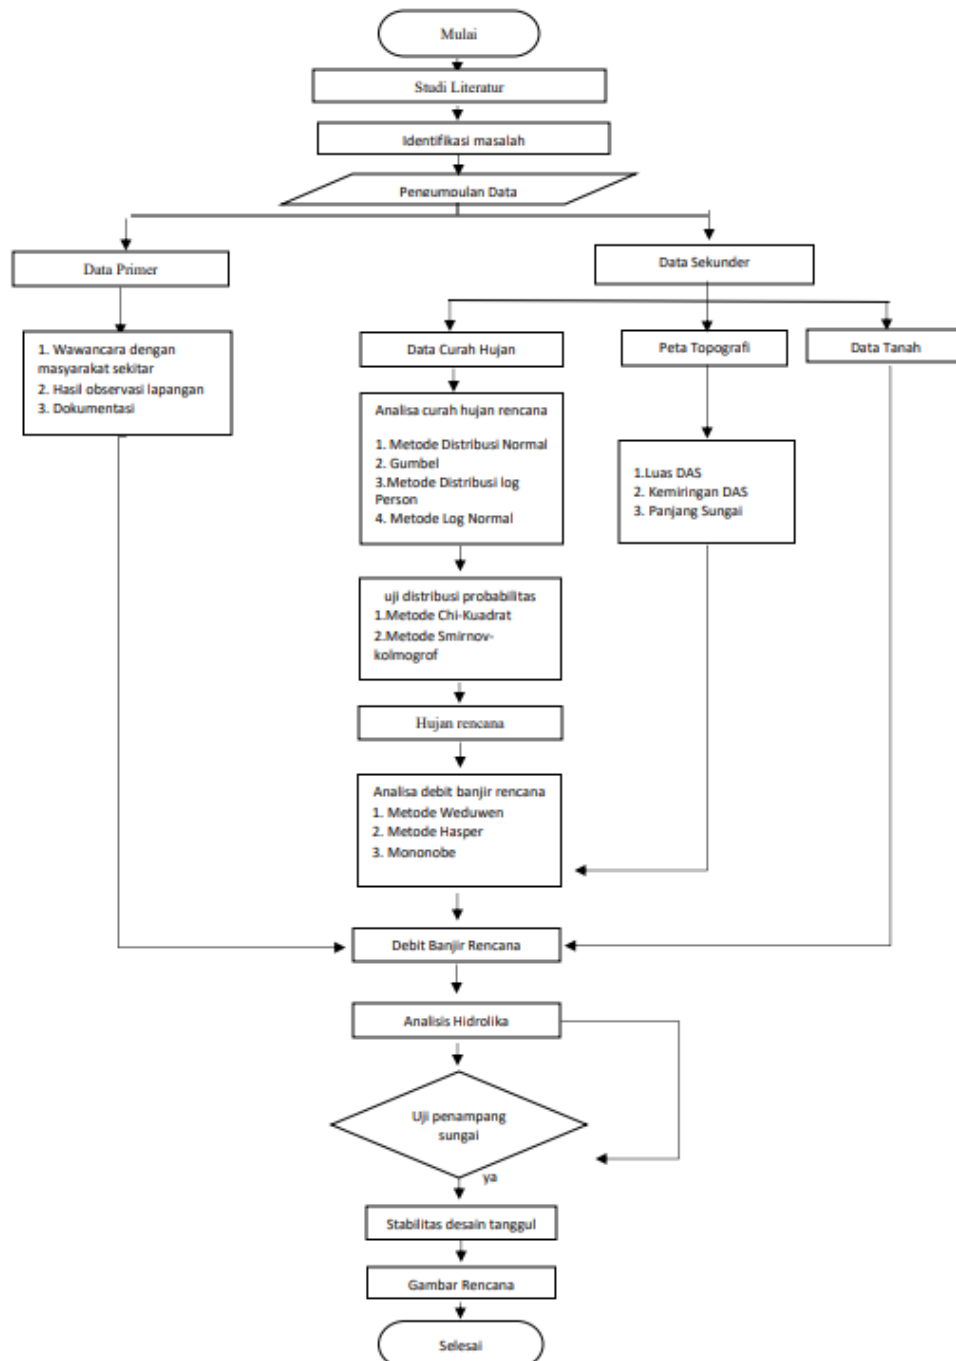 Mulai
Studi Literatur
Identifikasi masalah
Pengumoulan Data
Data Primer
Data Sekunder
1. Wawancara dengan
masyarakat sekitar
2. Hasil observasi lapangan
3. Dokumentasi
Data Curah Hujan
Peta Topografi
Data Tanah
Analisa curah hujan rencana
1. Metode Distribusi Normal
2. Gumbel
3.Metode Distribusi log
Person
4. Metode Log Normal
1.Luas DAS
2. Kemiringan DAS
3. Panjang Sungai
uji distribusi probabilitas
1.Metode Chi-Kuadrat
2.Metode Smirnov-
kolmogrof
Hujan rencana
Analisa debit banjir rencana
1. Metode Weduwen
2. Metode Hasper
3. Mononobe
Debit Banjir Rencana
Analisis Hidrolika
Uji penampang
sungai
ya
Stabilitas desain tanggul
Gambar Rencana
Selesai